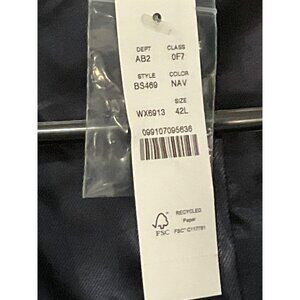 DEPT CLASS
AB2 0F7
STYLE COLOR
BS469 NAV
SIZE
WX6913 42L
099107095636
RECYCLED
Paper
FSC